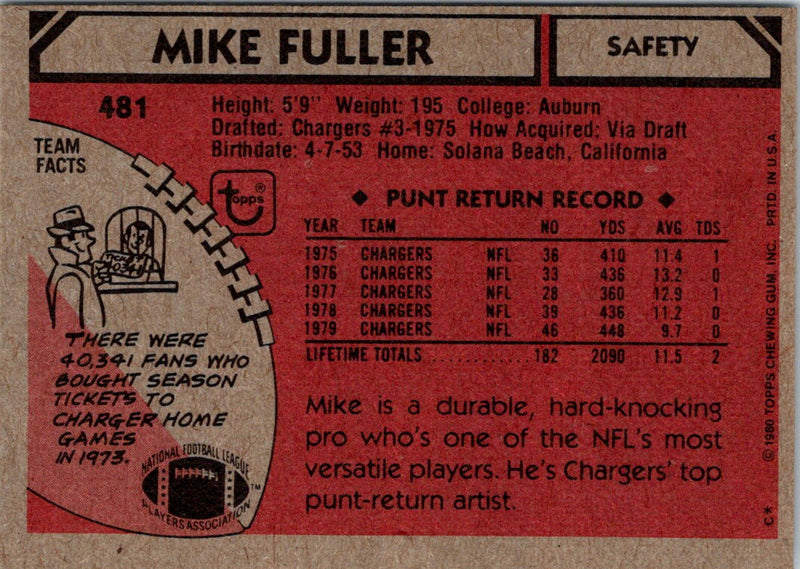 MIKE FULLER
SAFETY
481
Height: 5'9" Weight: 195 College: Auburn
Drafted: Chargers #3-1975 How Acquired: Via Draft
Birthdate: 4-7-53 Home: Solana Beach, California
TEAM
FACTS
topps ®
TICKETS
40,341
THERE WERE
40,341 FANS WHO
BOUGHT SEASON
TICKETS TO
CHARGER HOME
GAMES
IN 1973.
NATIONAL FOOTBALL LEAGUE
PLAYERS ASSOCIATION
™
◆ PUNT RETURN RECORD ◆
YEAR TEAM NO YDS AVG TDS
1975 CHARGERS NFL 36 410 11.4 1
1976 CHARGERS NFL 33 436 13.2 0
1977 CHARGERS NFL 28 360 12.9 1
1978 CHARGERS NFL 39 436 11.2 0
1979 CHARGERS NFL 46 448 9.7 0
LIFETIME TOTALS ............ 182 2090 11.5 2
Mike is a durable, hard-knocking
pro who's one of the NFL's most
versatile players. He's Chargers' top
punt-return artist.
© 1980 TOPPS CHEWING GUM, INC. PRTD. IN U.S.A.
C*